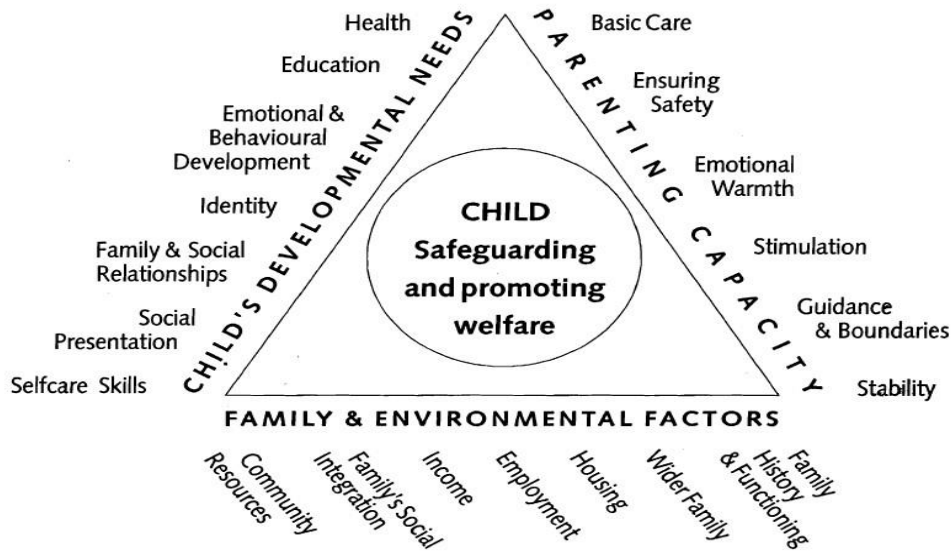 Health
Education
Emotional &
Behavioural
Development
Identity
Family & Social
Relationships
Social
Presentation
Selfcare Skills
CHILD'S DEVELOPMENTAL NEEDS
CHILD
Safeguarding
and promoting
welfare
PARENTING CAPACITY
Basic Care
Ensuring
Safety
Emotional
Warmth
Stimulation
Guidance
& Boundaries
Stability
FAMILY & ENVIRONMENTAL FACTORS
Community
Resources
Family's Social
Integration
Income
Employment
Housing
Wider Family
Family
History
& Functioning